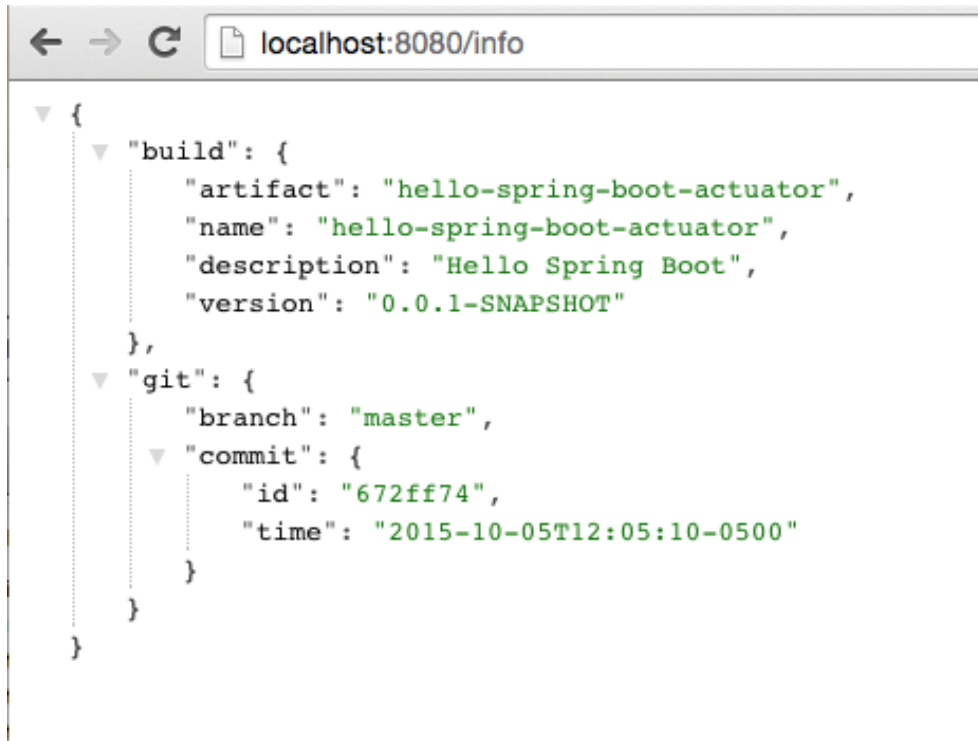 localhost:8080/info
{
"build": {
"artifact": "hello-spring-boot-actuator",
"name": "hello-spring-boot-actuator",
"description": "Hello Spring Boot",
"version": "0.0.1-SNAPSHOT"
},
"git": {
"branch": "master",
"commit": {
"id": "672ff74",
"time": "2015-10-05T12:05:10-0500"
}
}
}